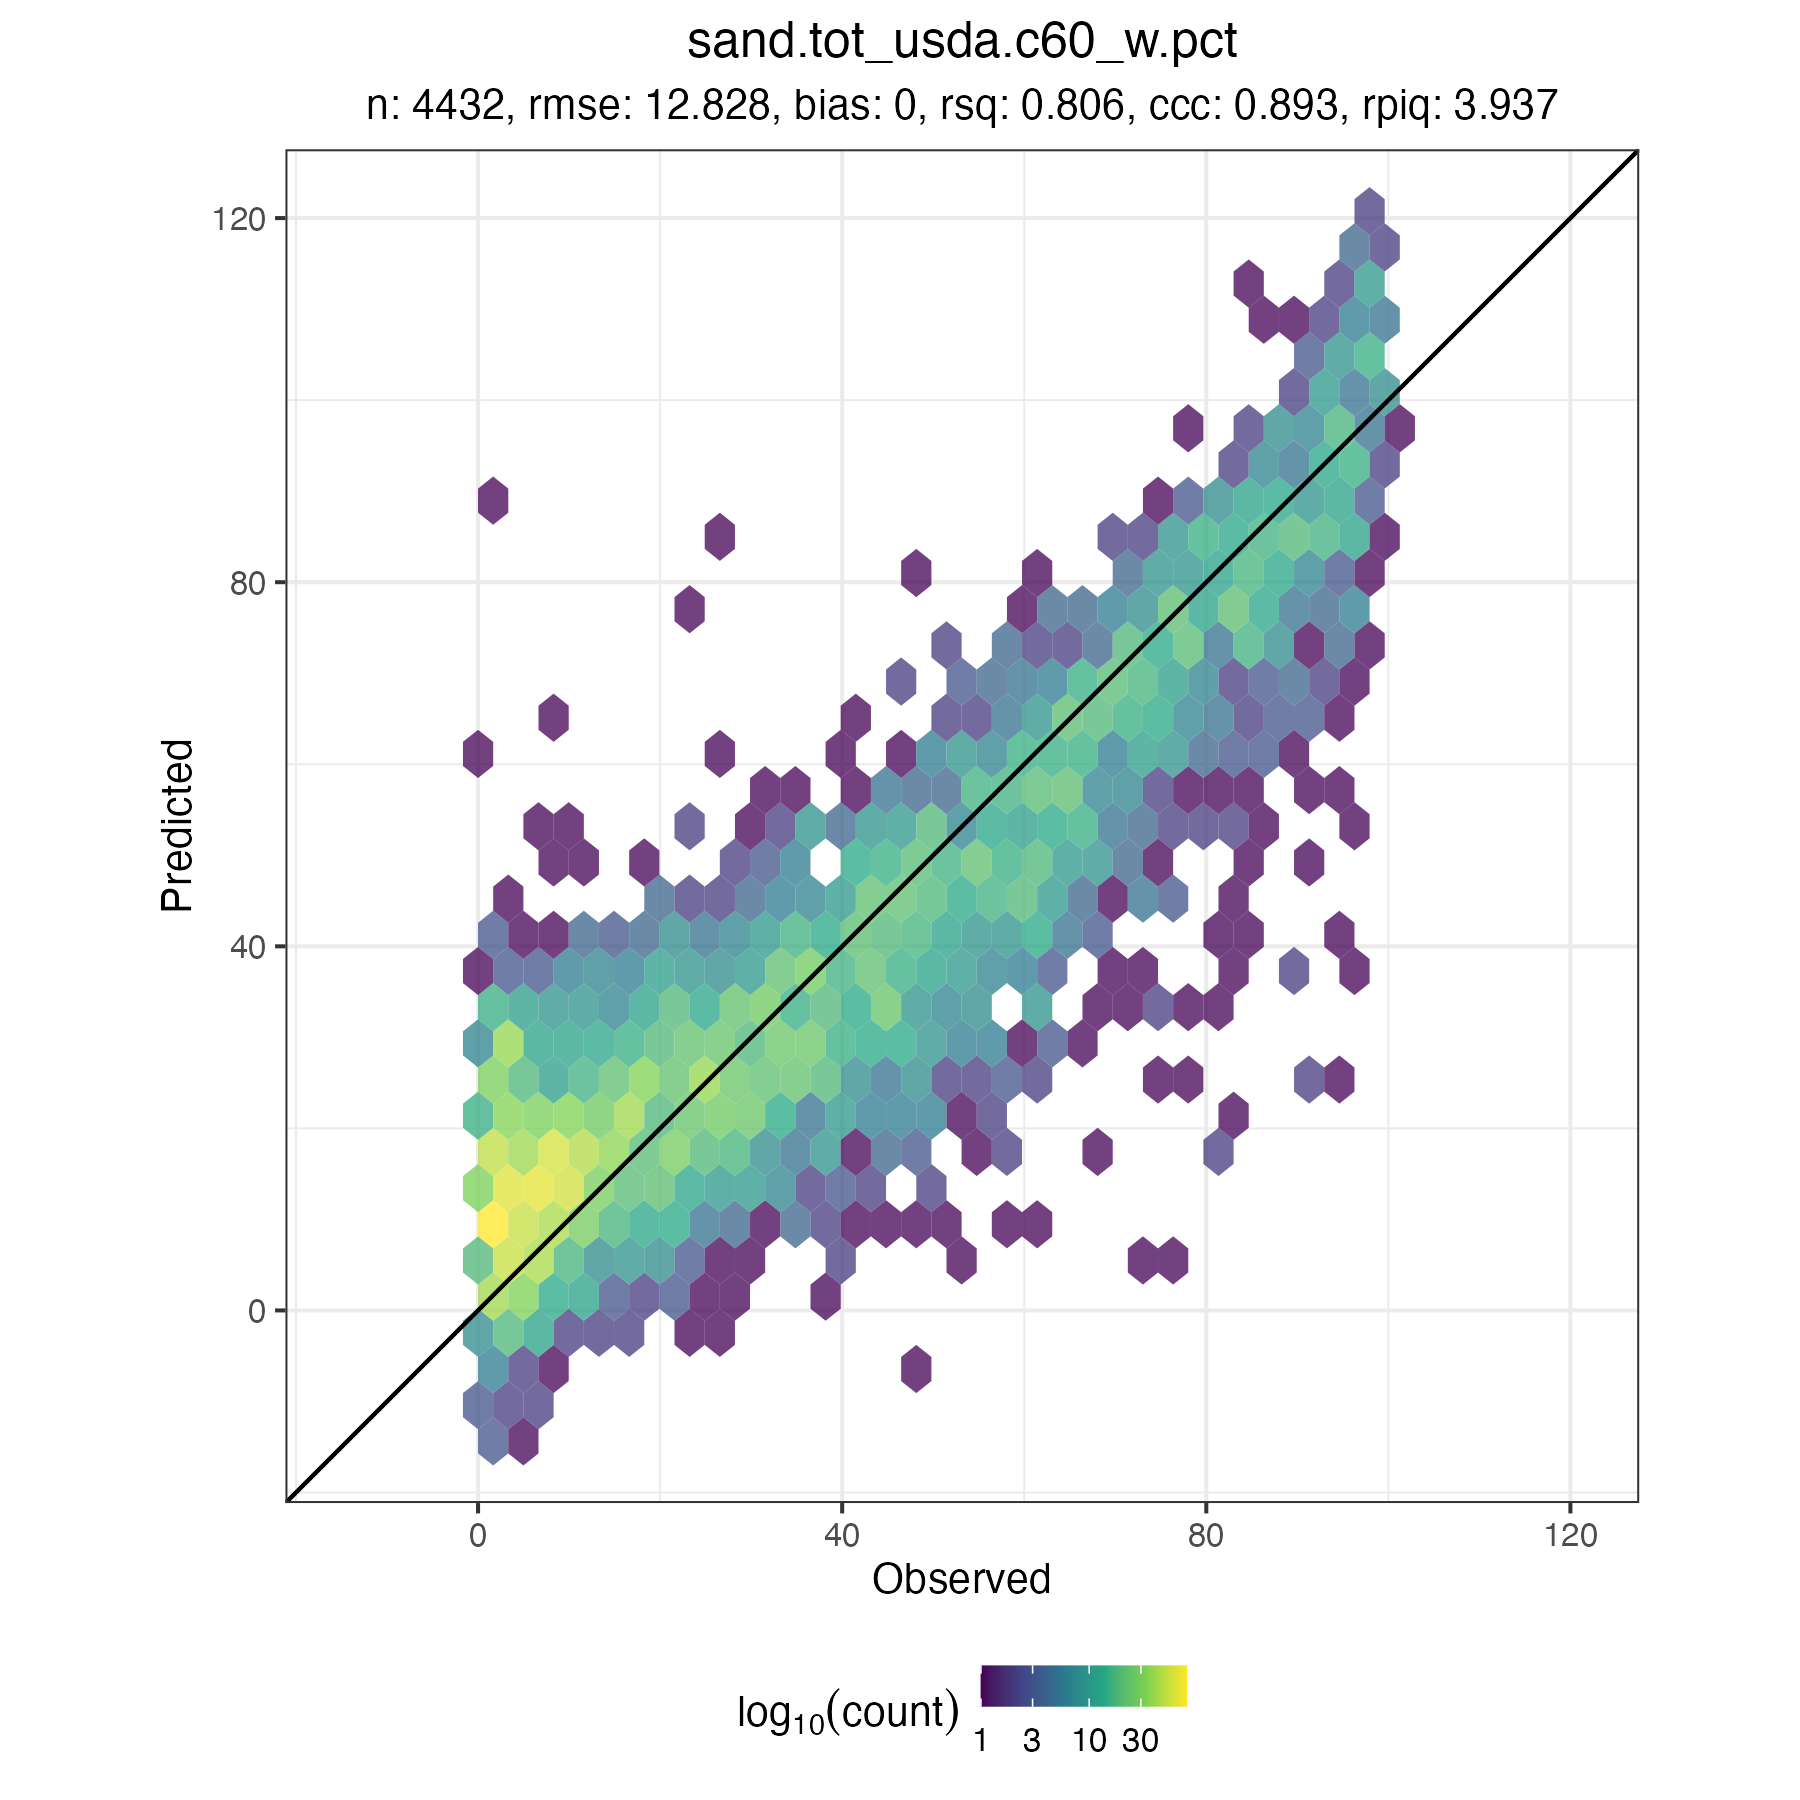 sand.tot_usda.c60_w.pct
n: 4432, rmse: 12.828, bias: 0, rsq: 0.806, ccc: 0.893, rpiq: 3.937
120
80
40
0
Predicted
0 40 80 120
Observed
log₁₀(count)
1 3 10 30